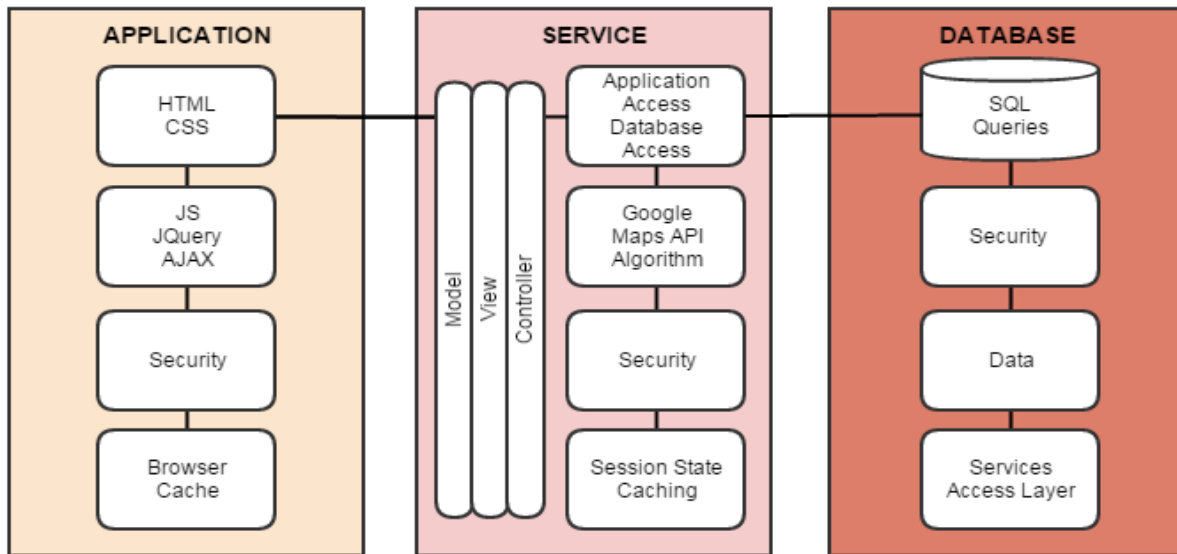 APPLICATION
HTML
CSS
JS
JQuery
AJAX
Security
Browser
Cache
SERVICE
Model
View
Controller
Application
Access
Database
Access
Google
Maps API
Algorithm
Security
Session State
Caching
DATABASE
SQL
Queries
Security
Data
Services
Access Layer